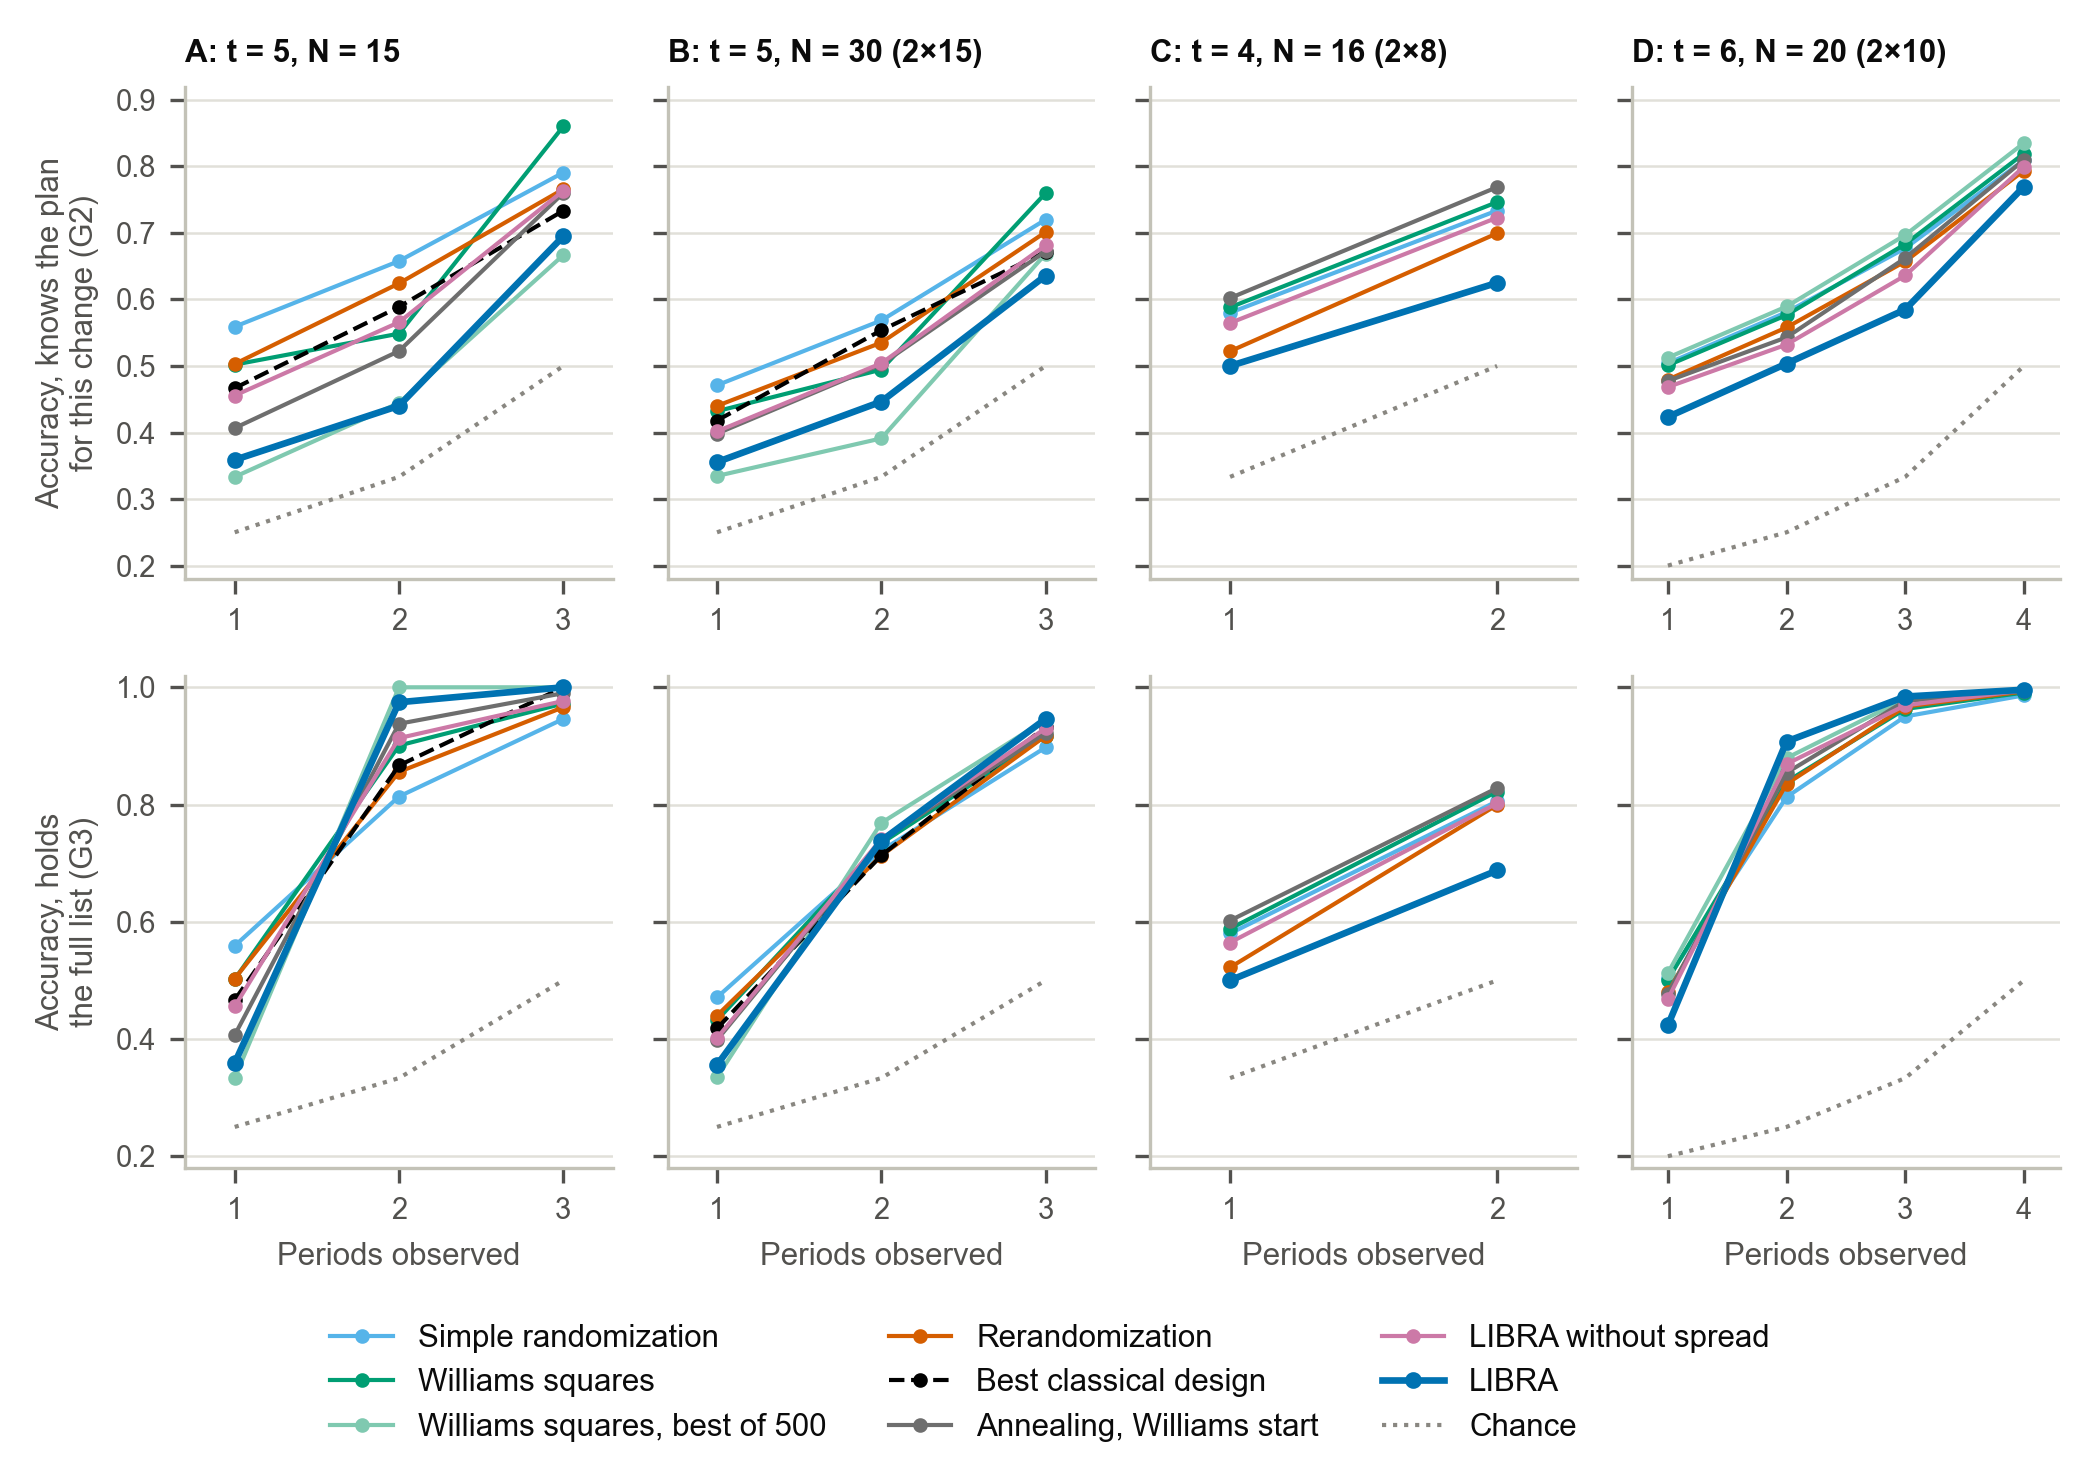 A: t = 5, N = 15
B: t = 5, N = 30 (2×15)
C: t = 4, N = 16 (2×8)
D: t = 6, N = 20 (2×10)
Accuracy, knows the plan
for this change (G2)
0.9
0.8
0.7
0.6
0.5
0.4
0.3
0.2
1 2 3
1 2 3
1 2
1 2 3 4
Accuracy, holds
the full list (G3)
1.0
0.8
0.6
0.4
0.2
1 2 3
1 2 3
1 2
1 2 3 4
Periods observed
Periods observed
Periods observed
Periods observed
Simple randomization
Williams squares
Williams squares, best of 500
Rerandomization
Best classical design
Annealing, Williams start
LIBRA without spread
LIBRA
Chance